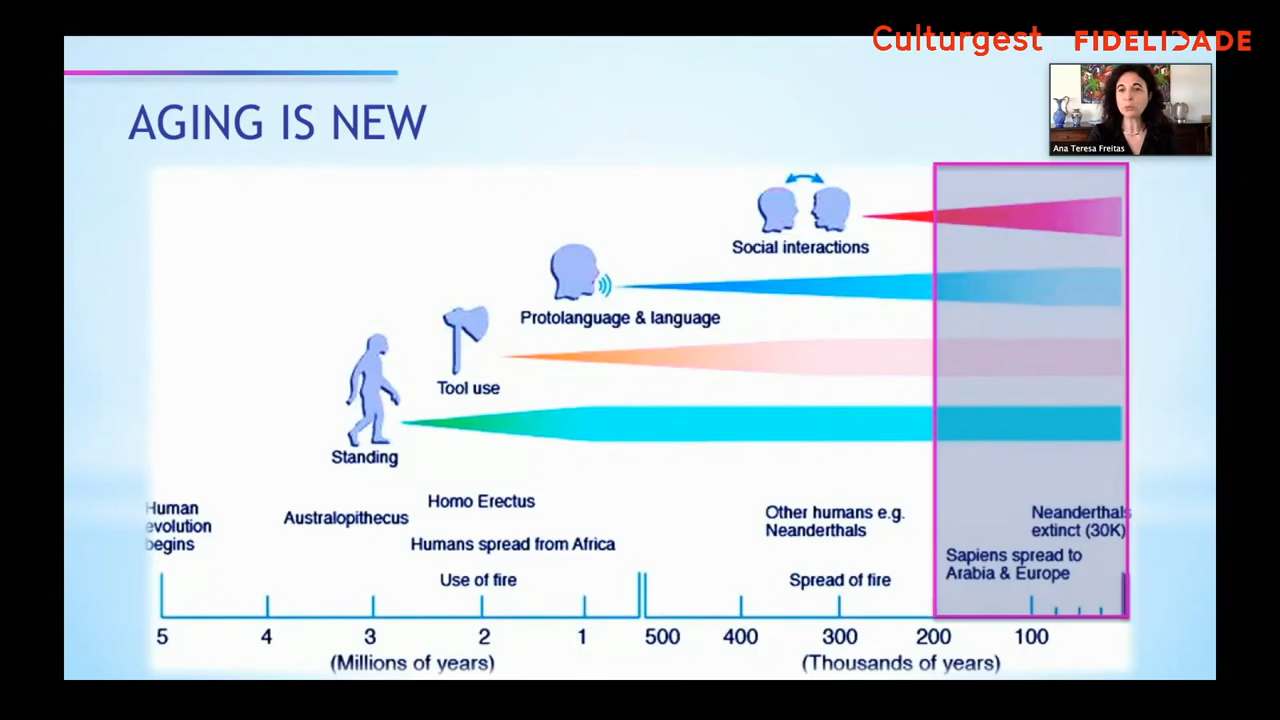 Culturgest FIDELIDADE
AGING IS NEW
Ana Teresa Freitas
Social interactions
Protolanguage & language
Tool use
Standing
Human
evolution
begins
Australopithecus
Homo Erectus
Humans spread from Africa
Use of fire
Other humans e.g.
Neanderthals
Spread of fire
Neanderthals
extinct (30K)
Sapiens spread to
Arabia & Europe
5 4 3 2 1 500 400 300 200 100
(Millions of years) (Thousands of years)